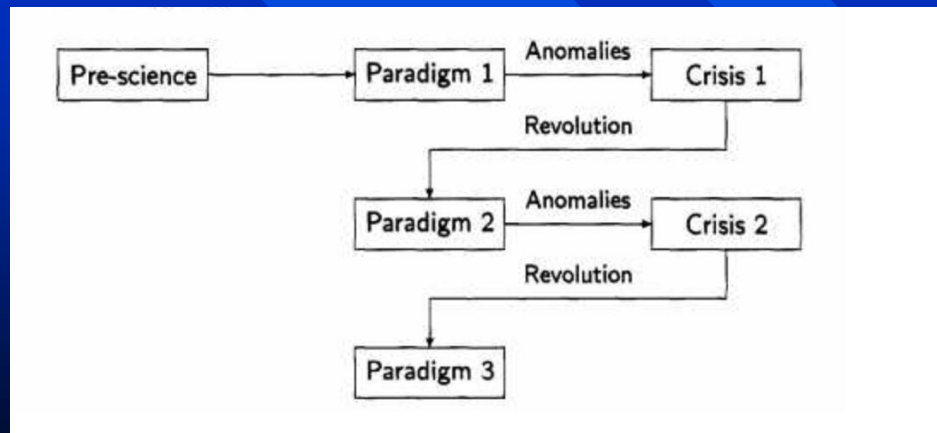 Pre-science
Paradigm 1
Anomalies
Crisis 1
Revolution
Paradigm 2
Anomalies
Crisis 2
Revolution
Paradigm 3